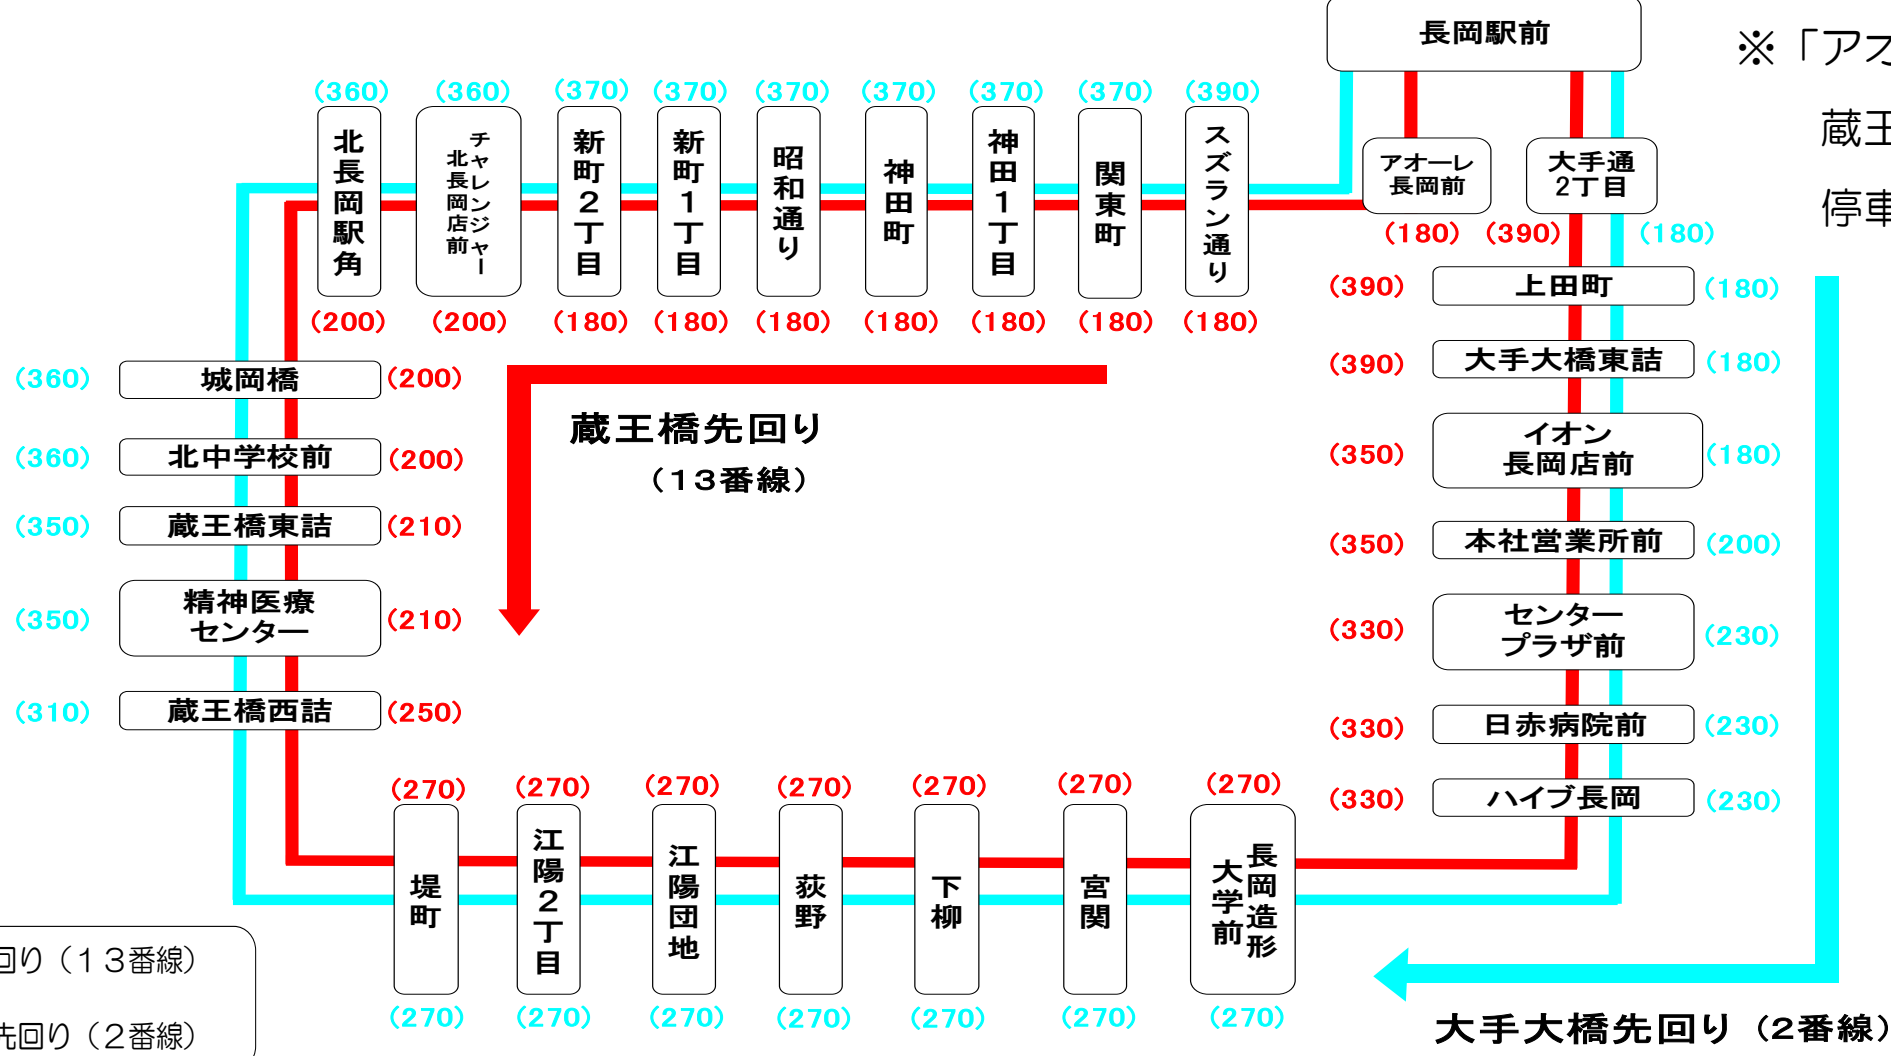 長岡駅前
※「アオ
蔵王
停車
(360)
(360)
(370)
(370)
(370)
(370)
(370)
(370)
(390)
北長岡駅角
チャレンジャー
北長岡店前
新町2丁目
新町1丁目
昭和通り
神田町
神田1丁目
関東町
スズラン通り
アオーレ
長岡前
大手通
2丁目
(200)
(200)
(180)
(180)
(180)
(180)
(180)
(180)
(180)
(180)
(390)
(180)
(390)
上田町
(180)
(390)
大手大橋東詰
(180)
(350)
イオン
長岡店前
(180)
(350)
本社営業所前
(200)
(330)
センター
プラザ前
(230)
(330)
日赤病院前
(230)
(330)
ハイブ長岡
(230)
(360)
城岡橋
(200)
(360)
北中学校前
(200)
(350)
蔵王橋東詰
(210)
(350)
精神医療
センター
(210)
(310)
蔵王橋西詰
(250)
蔵王橋先回り
（13番線）
(270)
(270)
(270)
(270)
(270)
(270)
(270)
堤町
江陽2丁目
江陽団地
荻野
下柳
宮関
長岡造形
大学前
(270)
(270)
(270)
(270)
(270)
(270)
(270)
回り（13番線）
先回り（2番線）
大手大橋先回り（2番線）